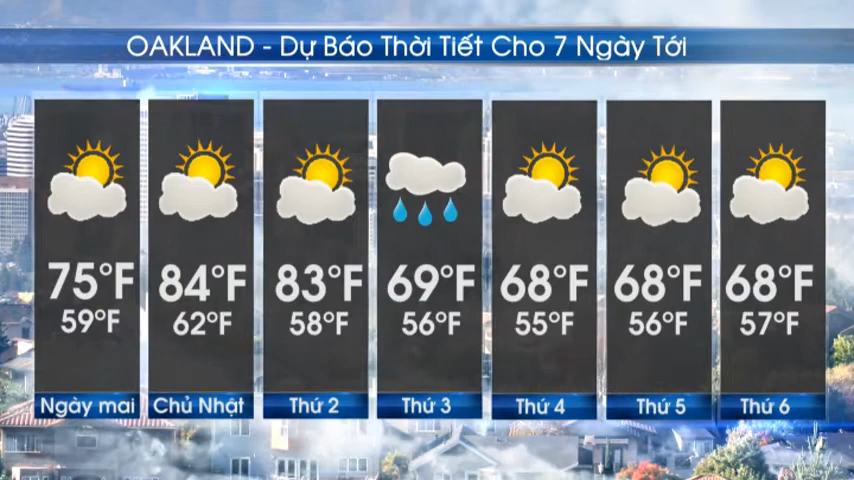 OAKLAND - Dự Báo Thời Tiết Cho 7 Ngày Tới
75°F 84°F 83°F 69°F 68°F 68°F 68°F
59°F 62°F 58°F 56°F 55°F 56°F 57°F
Ngày mai Chủ Nhật Thứ 2 Thứ 3 Thứ 4 Thứ 5 Thứ 6